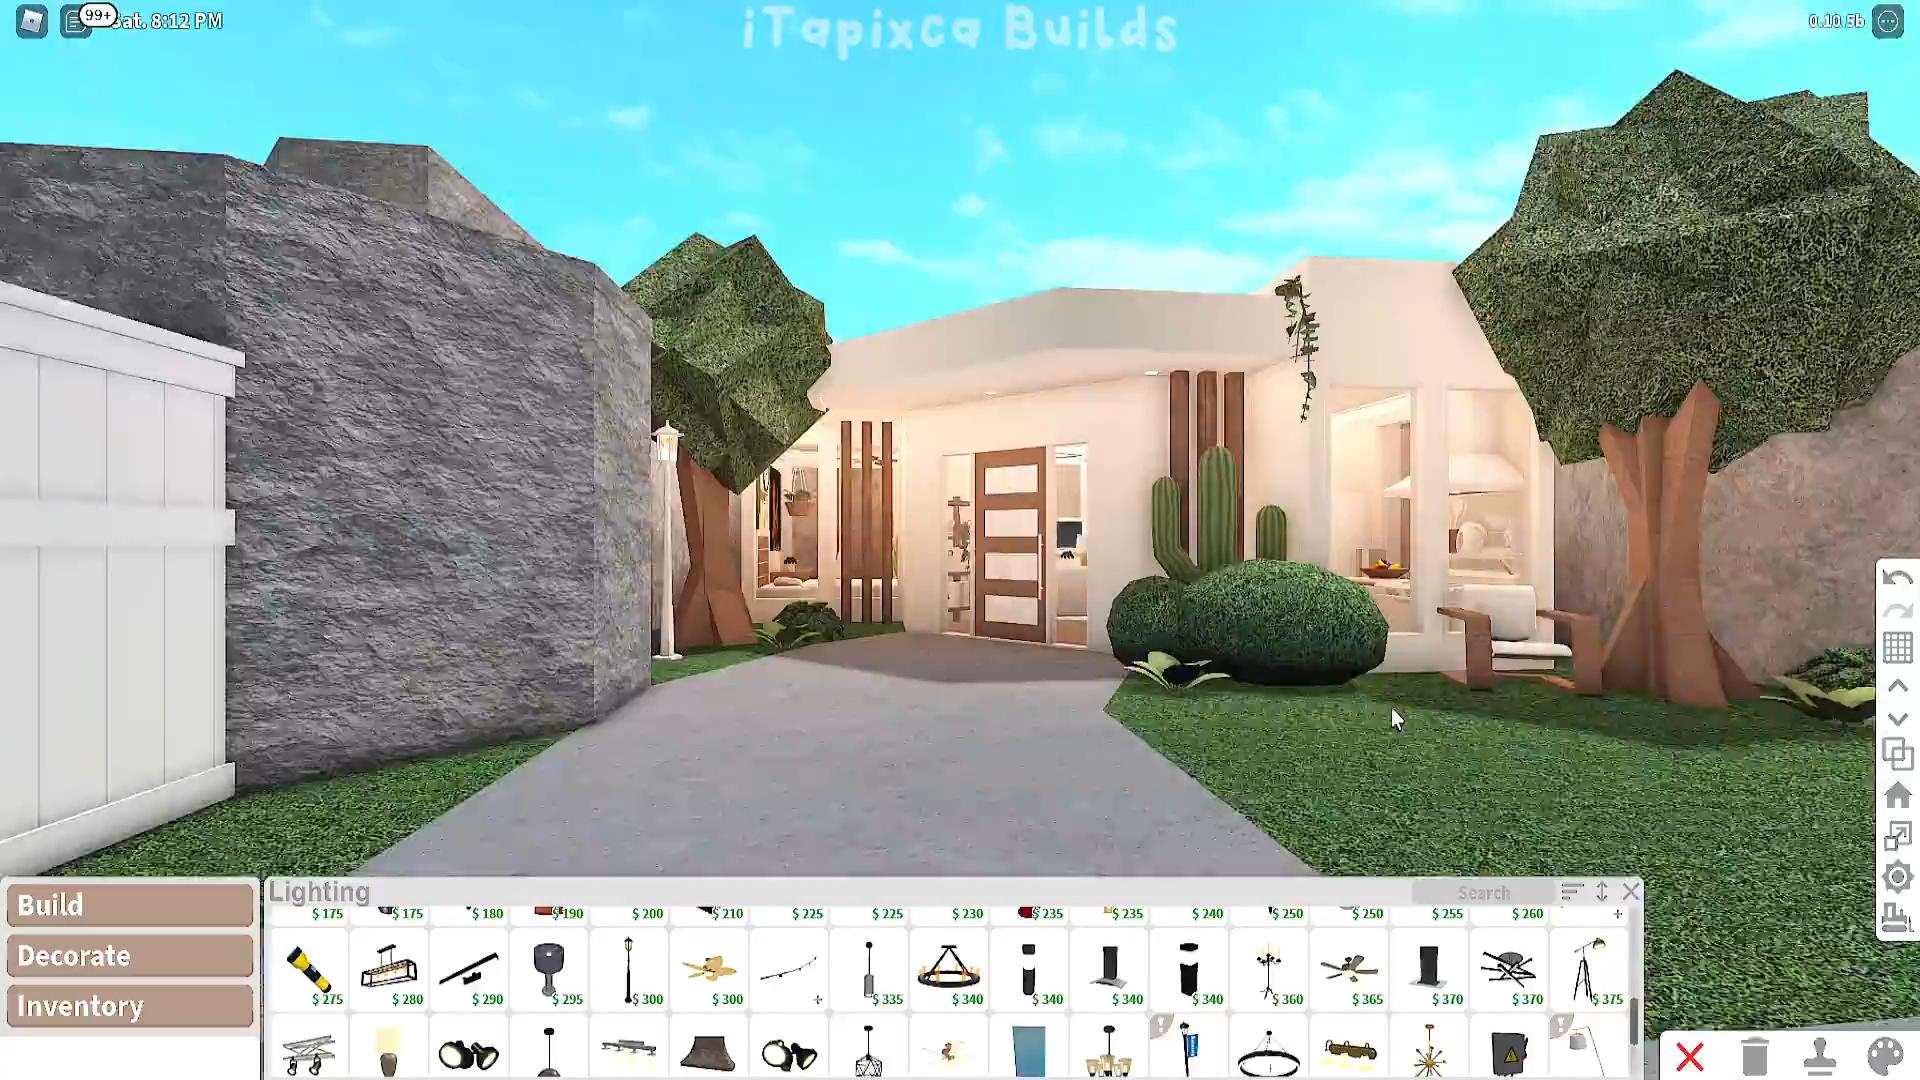 99+
Sat. 8:12 PM
iTapixca Builds
0.10.5b
Build
Decorate
Inventory
Lighting
Search
$175 $175 $180 $190 $200 $210 $225 $225 $230 $235 $235 $240 $250 $250 $255 $260 +
$275 $280 $290 $295 $300 $300 + $335 $340 $340 $340 $340 $360 $365 $370 $370 $375